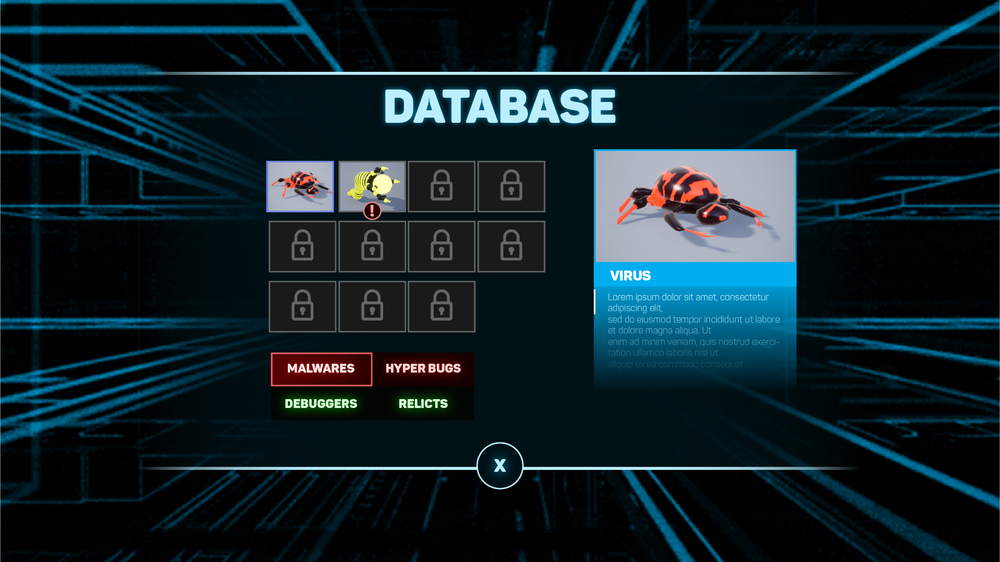 DATABASE
!
VIRUS
Lorem ipsum dolor sit amet, consectetur
adipiscing elit,
sed do eiusmod tempor incididunt ut labore
et dolore magna aliqua. Ut
enim ad minim veniam, quis nostrud exerci-
tation ullamco laboris nisi ut
aliquip ex ea commodo consequat
MALWARES
HYPER BUGS
DEBUGGERS
RELICTS
X